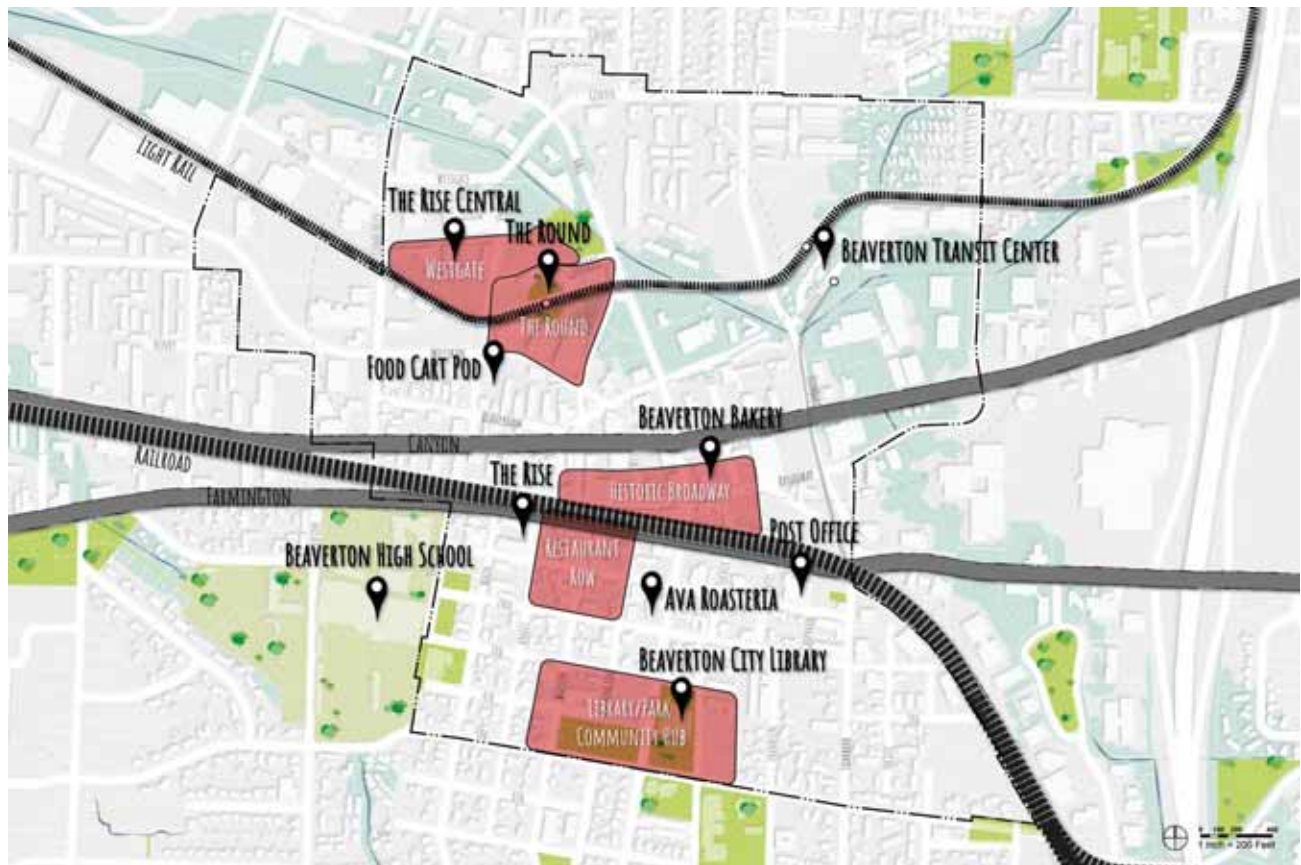 Light Rail
The Rise Central
The Round
Westgate
Beaverton Transit Center
The Round
Food Cart Pod
Beaverton Bakery
Canyon
Railroad
The Rise
Historic Broadway
Farmington
Post Office
Restaurant
Row
Beaverton High School
Ava Roasteria
Beaverton City Library
Library/Park
Community Hub
1 inch = 200 Feet